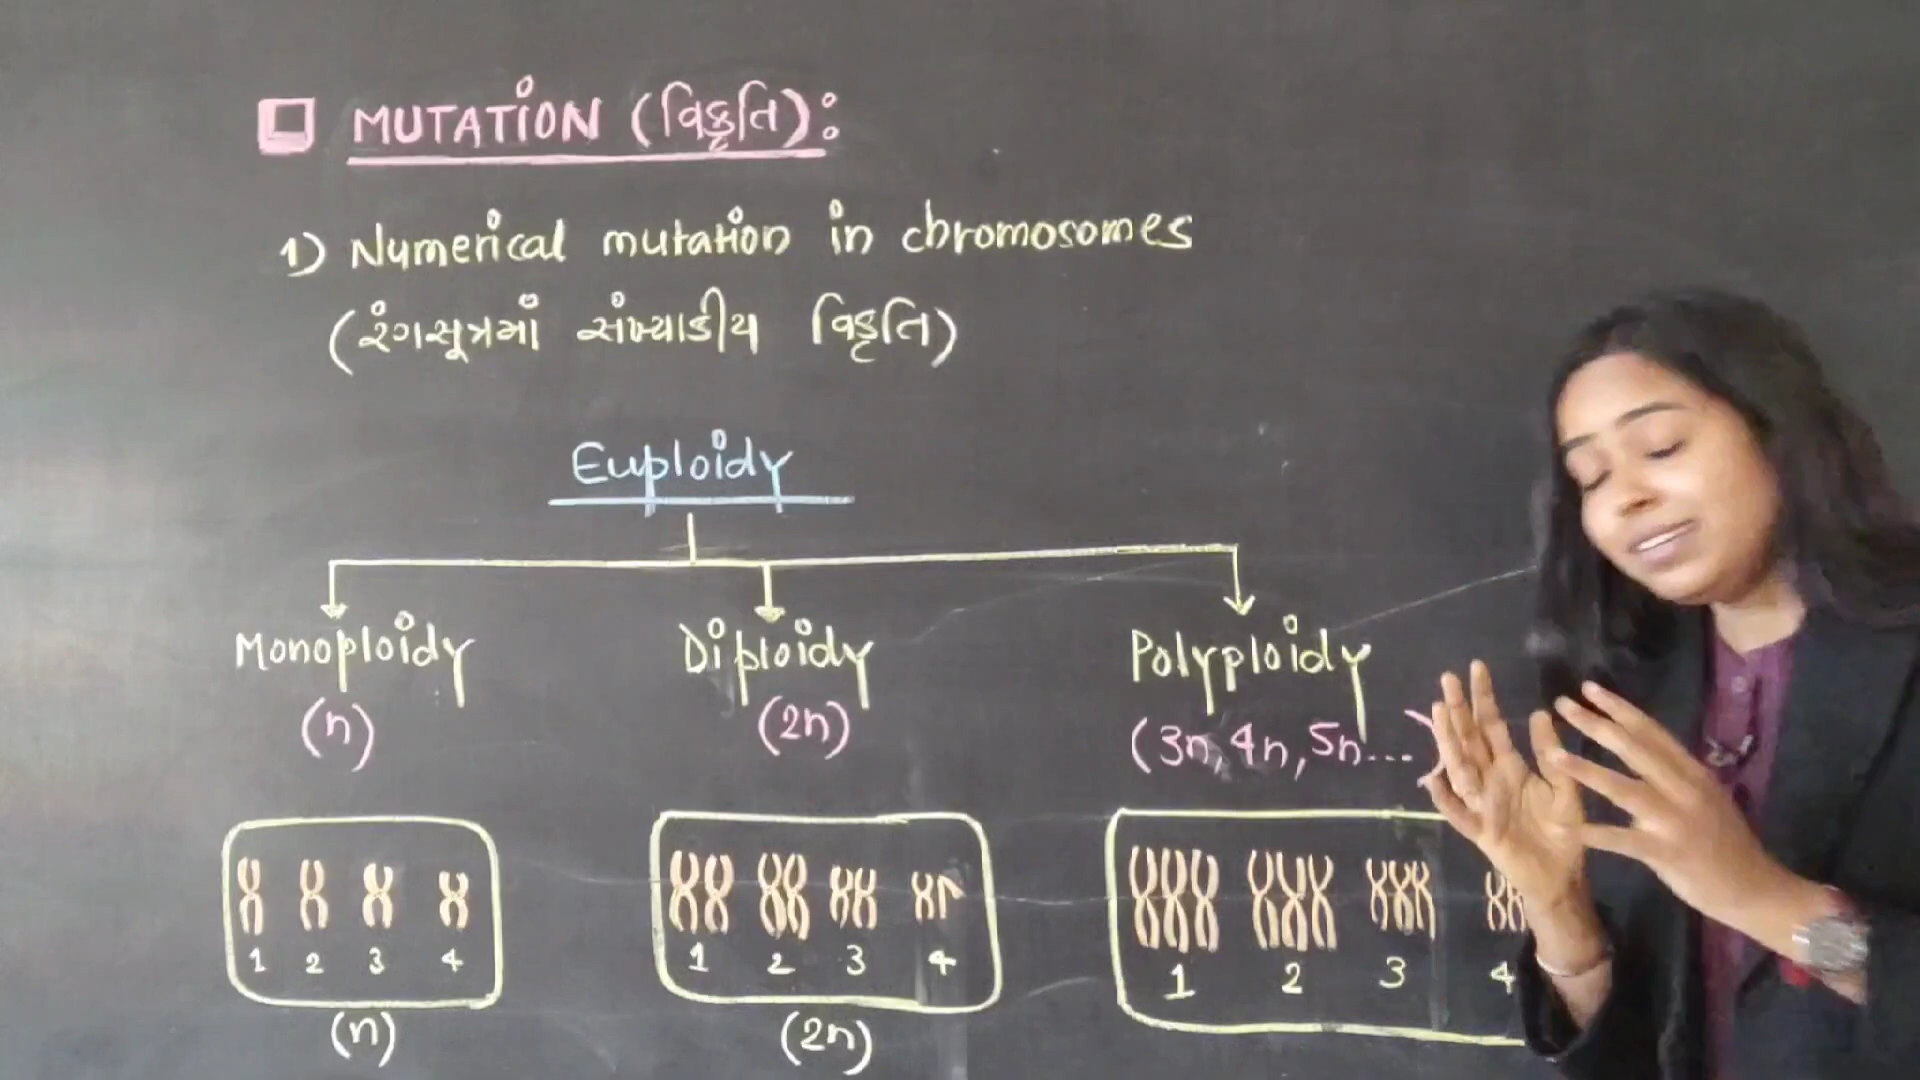 MUTATION (વિકૃતિ):
1) Numerical mutation in chromosomes
(રંગસૂત્રમાં સંખ્યાકીય વિકૃતિ)
Euploidy
Monoploidy Diploidy Polyploidy
(n) (2n) (3n, 4n, 5n...)
1 2 3 4 1 2 3 4 1 2 3 4
(n) (2n)